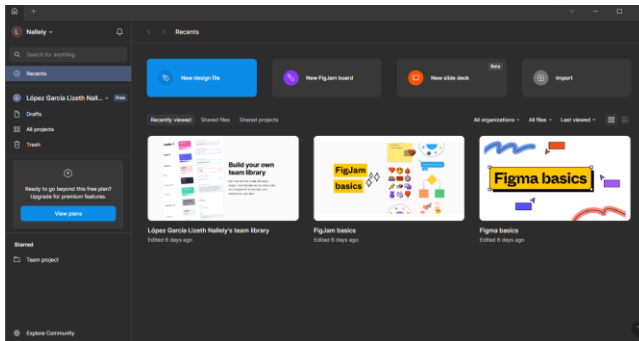 L Nallely
Recents
Search for anything
Recents
López García Lizeth Nall... Free
Drafts
All projects
Trash
Ready to go beyond this free plan?
Upgrade for premium features.
View plans
Starred
Team project
Explore Community
New design file
New FigJam board
New slide deck
Beta
Import
Recently viewed Shared files Shared projects
All organizations All files Last viewed
Build your own
team library
FigJam
basics
Figma basics
López García Lizeth Nallely's team library
Edited 6 days ago
FigJam basics
Edited 6 days ago
Figma basics
Edited 6 days ago